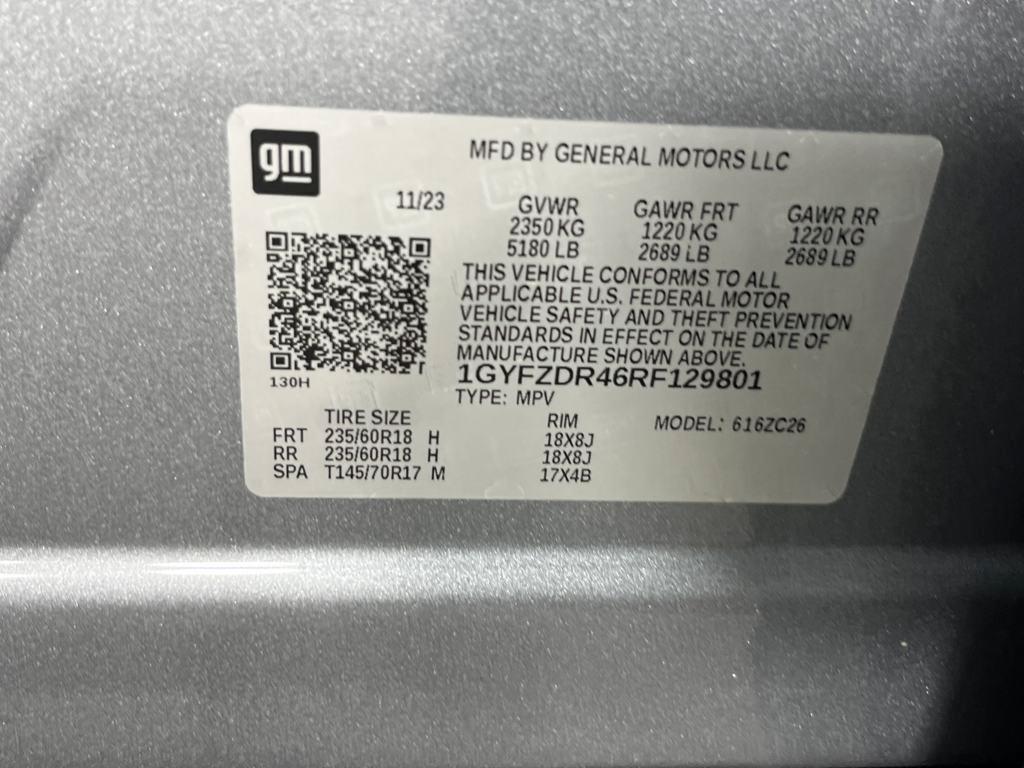 gm
MFD BY GENERAL MOTORS LLC
11/23
GVWR GAWR FRT GAWR RR
2350 KG 1220 KG 1220 KG
5180 LB 2689 LB 2689 LB
THIS VEHICLE CONFORMS TO ALL
APPLICABLE U.S. FEDERAL MOTOR
VEHICLE SAFETY AND THEFT PREVENTION
STANDARDS IN EFFECT ON THE DATE OF
MANUFACTURE SHOWN ABOVE.
130H
1GYFZDR46RF129801
TYPE: MPV
TIRE SIZE RIM MODEL: 616ZC26
FRT 235/60R18 H 18X8J
RR 235/60R18 H 18X8J
SPA T145/70R17 M 17X4B